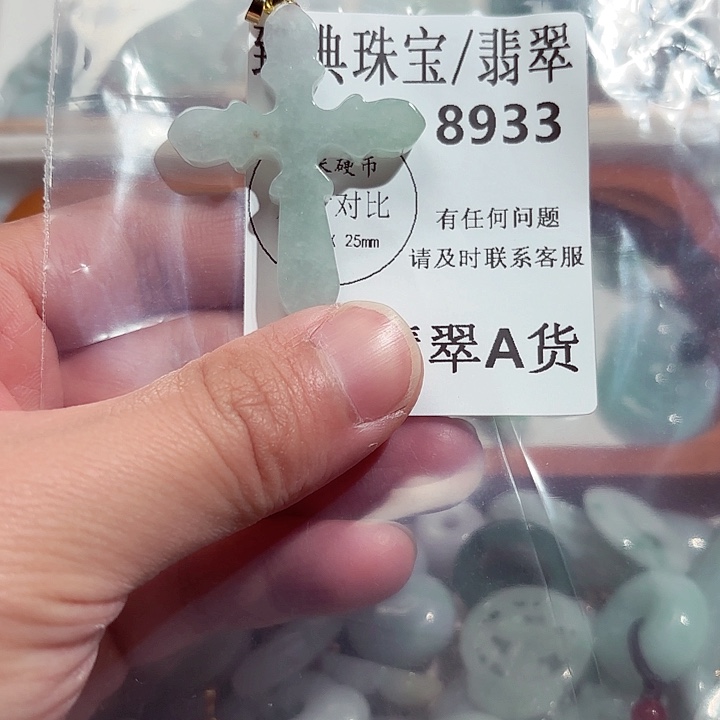 典珠宝/翡翠
8933
硬币
对比
25mm
有任何问题
请及时联系客服
翠A货